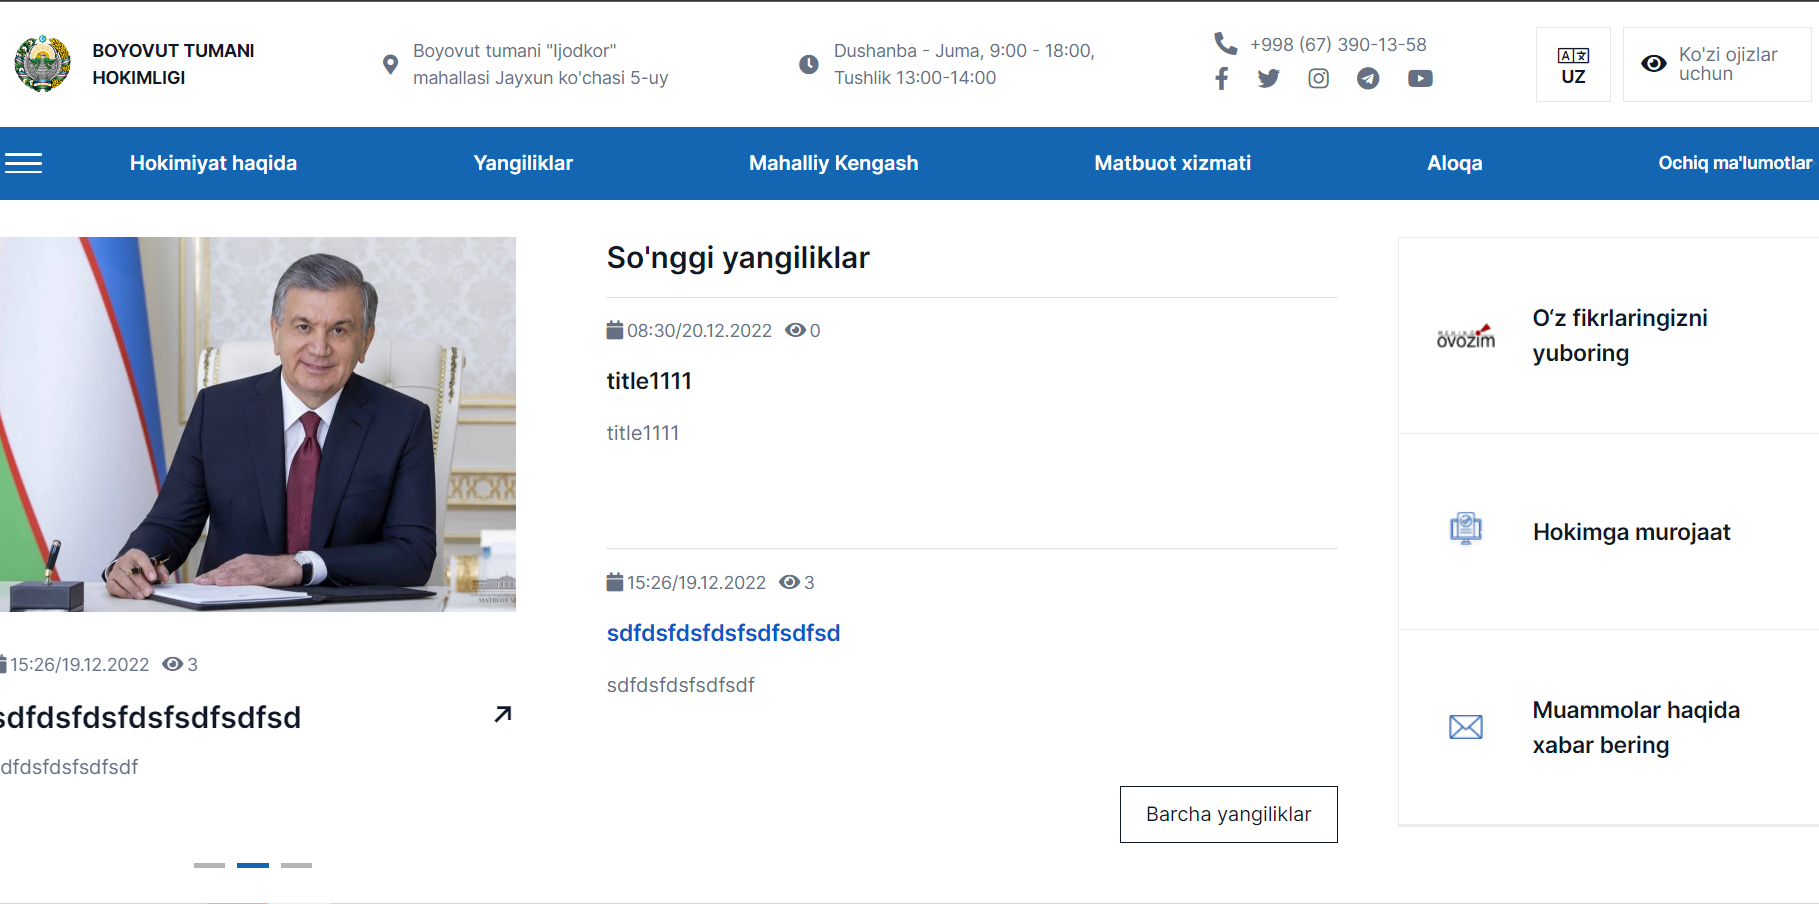 BOYOVUT TUMANI
HOKIMLIGI
Boyovut tumani "Ijodkor"
mahallasi Jayxun ko'chasi 5-uy
Dushanba - Juma, 9:00 - 18:00,
Tushlik 13:00-14:00
+998 (67) 390-13-58
UZ
Ko'zi ojizlar
uchun
Hokimiyat haqida
Yangiliklar
Mahalliy Kengash
Matbuot xizmati
Aloqa
Ochiq ma'lumotlar
15:26/19.12.2022 3
sdfdsfdsfdsfsdfsdfsd
dfdsfdsfsdfsdf
So'nggi yangiliklar
08:30/20.12.2022 0
title1111
title1111
15:26/19.12.2022 3
sdfdsfdsfdsfsdfsdfsd
sdfdsfdsfsdfsdf
Barcha yangiliklar
MENING
OVOZIM
O‘z fikrlaringizni
yuboring
Hokimga murojaat
Muammolar haqida
xabar bering